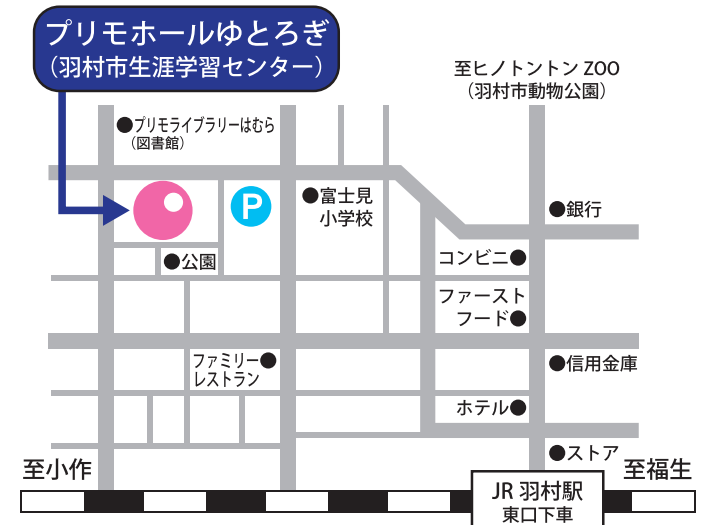 プリモホールゆとろぎ
（羽村市生涯学習センター）
至ヒノトントン ZOO
（羽村市動物公園）
●プリモライブラリーはむら
（図書館）
P
●富士見
小学校
●銀行
●公園
コンビニ●
ファースト
フード●
ファミリー●
レストラン
●信用金庫
ホテル●
●ストア
至小作
至福生
JR 羽村駅
東口下車